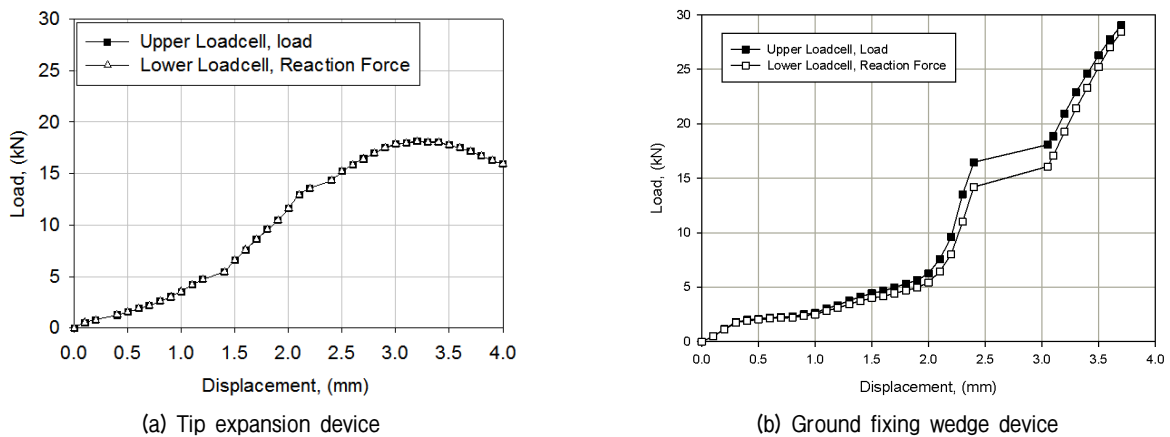 30
25
20
15
10
5
0
Load, (kN)
Upper Loadcell, load
Lower Loadcell, Reaction Force
0.0 0.5 1.0 1.5 2.0 2.5 3.0 3.5 4.0
Displacement, (mm)
(a) Tip expansion device
30
25
20
15
10
5
0
Load, (kN)
Upper Loadcell, Load
Lower Loadcell, Reaction Force
0.0 0.5 1.0 1.5 2.0 2.5 3.0 3.5 4.0
Displacement, (mm)
(b) Ground fixing wedge device